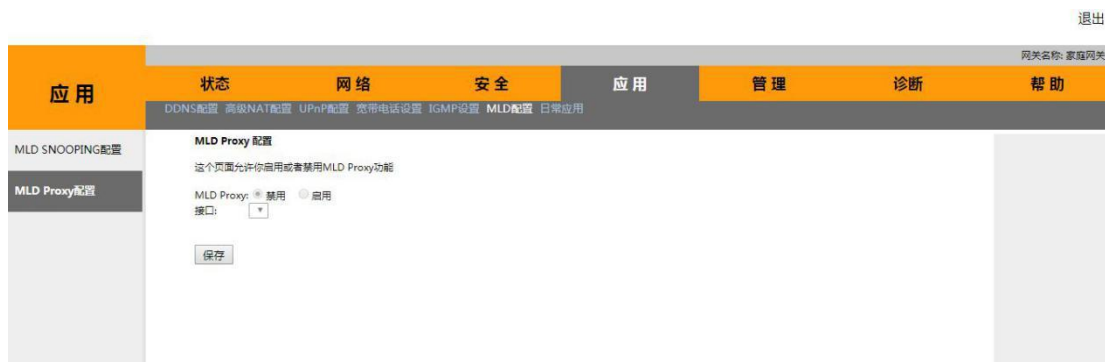 退出
网关名称: 家庭网关
应用
状态 网络 安全 应用 管理 诊断 帮助
DDNS配置 高级NAT配置 UPnP配置 宽带电话设置 IGMP设置 MLD配置 日常应用
MLD SNOOPING配置
MLD Proxy配置
MLD Proxy 配置
这个页面允许你启用或者禁用MLD Proxy功能
MLD Proxy: 禁用 启用
接口:
保存